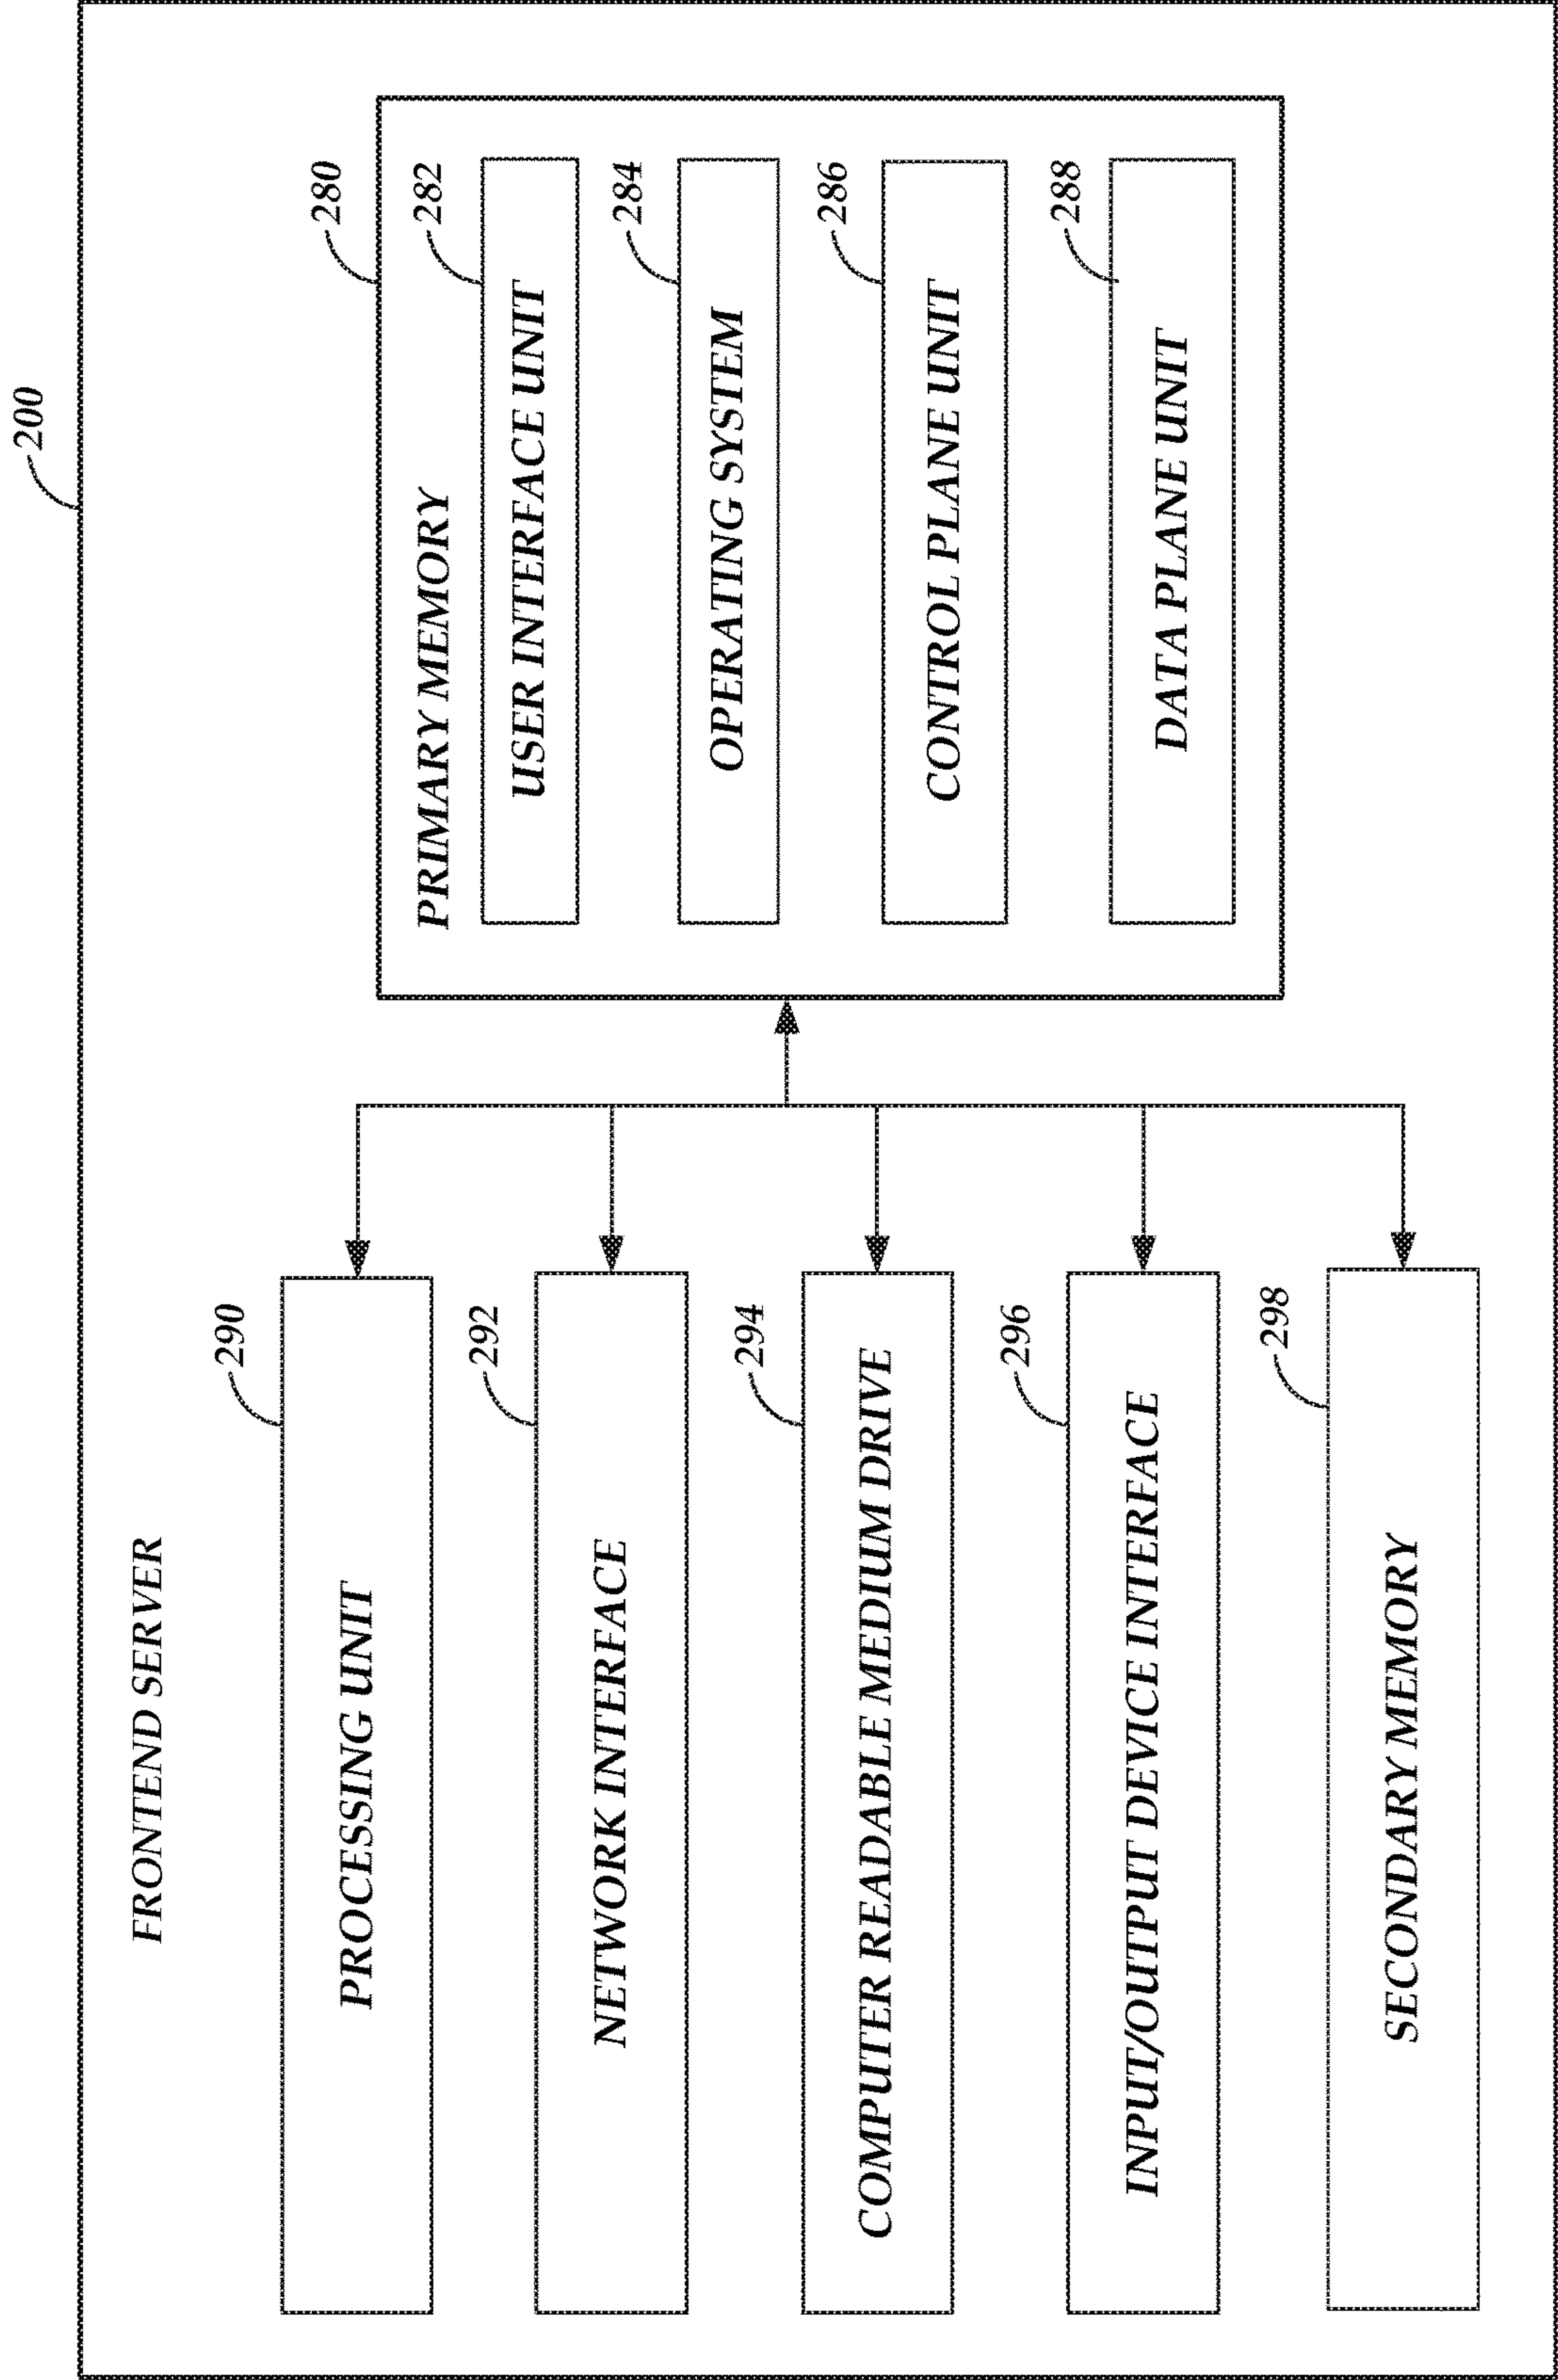 200
FRONTEND SERVER
290
PROCESSING UNIT
292
NETWORK INTERFACE
294
COMPUTER READABLE MEDIUM DRIVE
296
INPUT/OUTPUT DEVICE INTERFACE
298
SECONDARY MEMORY
280
PRIMARY MEMORY
282
USER INTERFACE UNIT
284
OPERATING SYSTEM
286
CONTROL PLANE UNIT
288
DATA PLANE UNIT